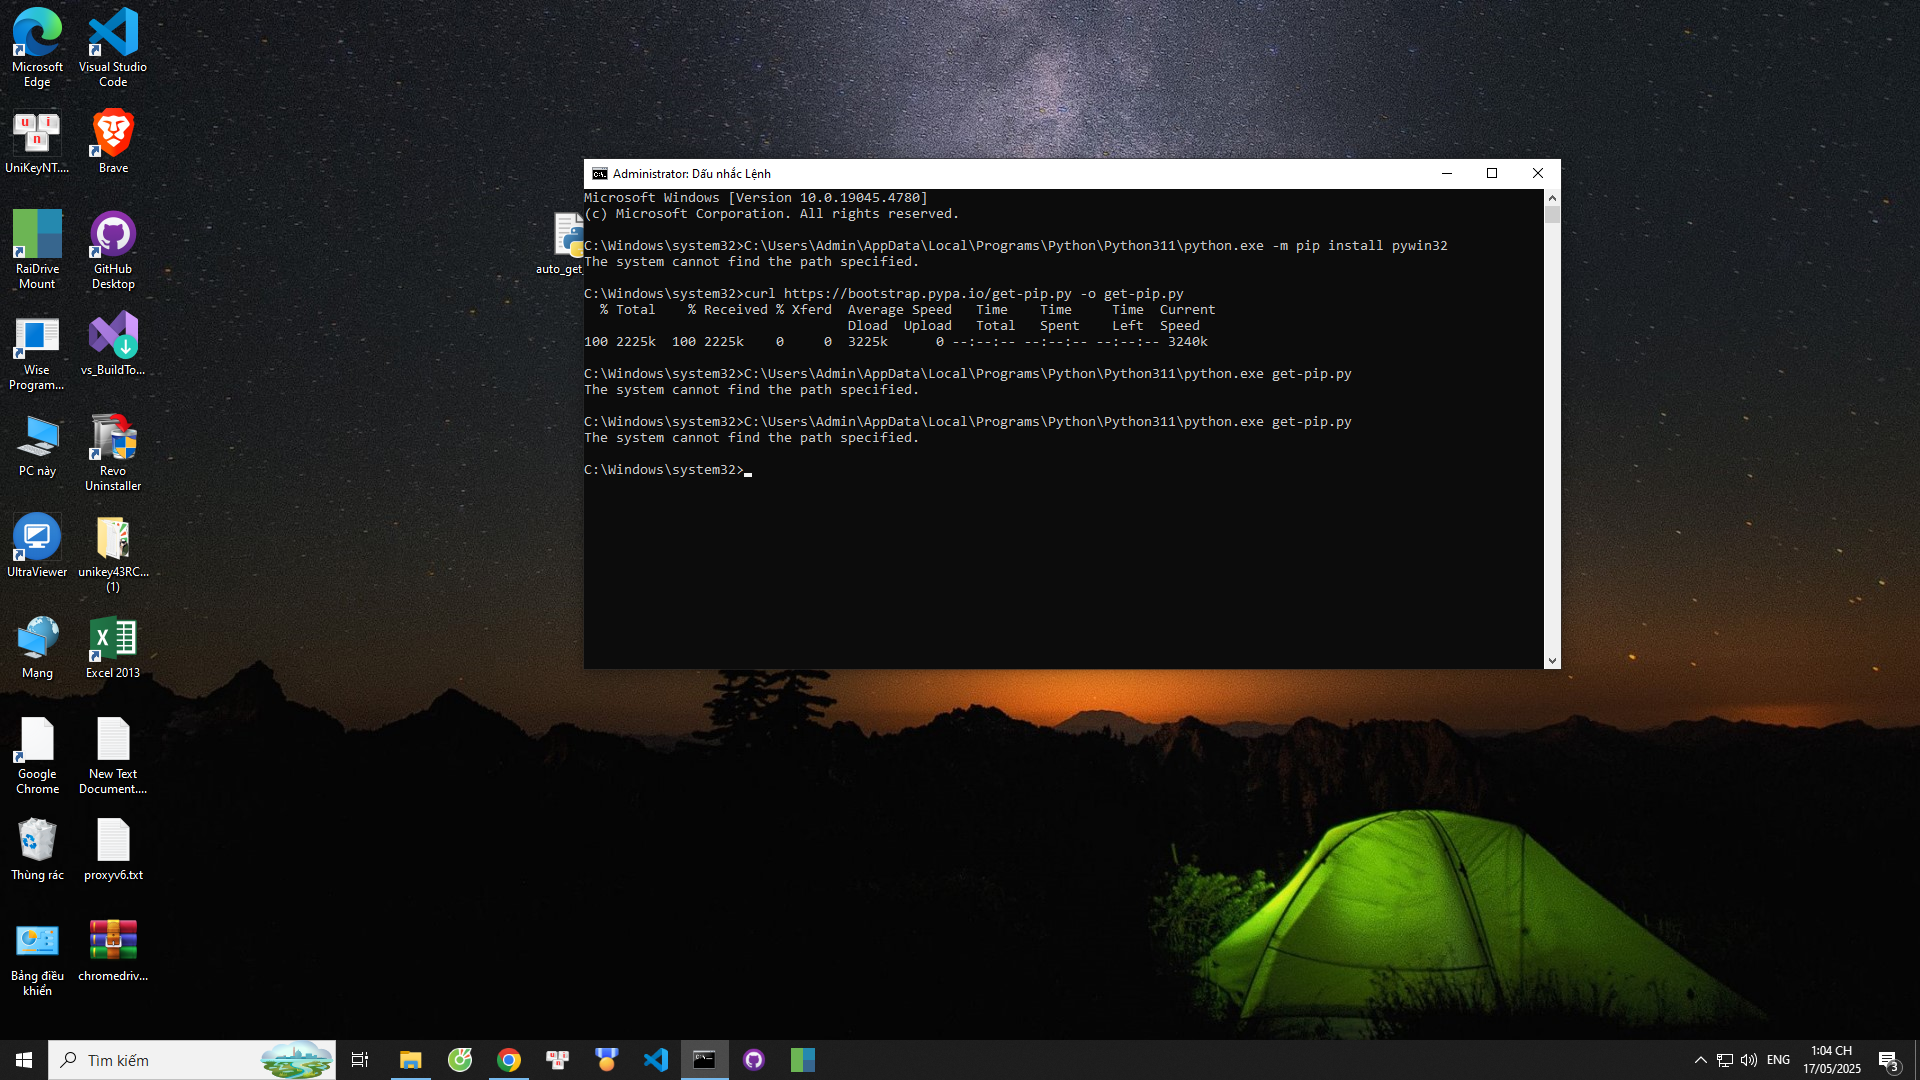 Microsoft Edge
Visual Studio Code
UniKeyNT....
Brave
RaiDrive Mount
GitHub Desktop
Wise Program...
vs_BuildTo...
PC này
Revo Uninstaller
UltraViewer
unikey43RC... (1)
Mạng
Excel 2013
Google Chrome
New Text Document....
Thùng rác
proxyv6.txt
Bảng điều khiển
chromedriv...
auto_get_
Administrator: Dấu nhắc Lệnh
Microsoft Windows [Version 10.0.19045.4780]
(c) Microsoft Corporation. All rights reserved.
C:\Windows\system32>C:\Users\Admin\AppData\Local\Programs\Python\Python311\python.exe -m pip install pywin32
The system cannot find the path specified.
C:\Windows\system32>curl https://bootstrap.pypa.io/get-pip.py -o get-pip.py
% Total % Received % Xferd Average Speed Time Time Time Current
Dload Upload Total Spent Left Speed
100 2225k 100 2225k 0 0 3225k 0 --:--:-- --:--:-- --:--:-- 3240k
C:\Windows\system32>C:\Users\Admin\AppData\Local\Programs\Python\Python311\python.exe get-pip.py
The system cannot find the path specified.
C:\Windows\system32>C:\Users\Admin\AppData\Local\Programs\Python\Python311\python.exe get-pip.py
The system cannot find the path specified.
C:\Windows\system32>
Tìm kiếm
ENG
1:04 CH
17/05/2025
3